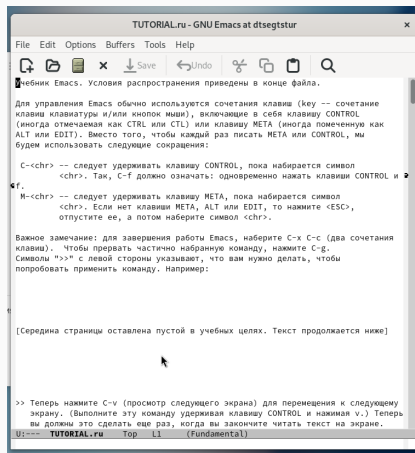 TUTORIAL.ru - GNU Emacs at dtsegtstur
File Edit Options Buffers Tools Help
Save Undo
Учебник Emacs. Условия распространения приведены в конце файла.
Для управления Emacs обычно используются сочетания клавиш (key -- сочетание
клавиш клавиатуры и/или кнопок мыши), включающие в себя клавишу CONTROL
(иногда отмечаемая как CTRL или CTL) или клавишу META (иногда помеченную как
ALT или EDIT). Вместо того, чтобы каждый раз писать META или CONTROL, мы
будем использовать следующие сокращения:
C-<chr> -- следует удерживать клавишу CONTROL, пока набирается символ
<chr>. Так, C-f должно означать: одновременно нажать клавиши CONTROL и
f.
M-<chr> -- следует удерживать клавишу META, пока набирается символ
<chr>. Если нет клавиши META, ALT или EDIT, то нажмите <ESC>,
отпустите ее, а потом наберите символ <chr>.
Важное замечание: для завершения работы Emacs, наберите C-x C-c (два сочетания
клавиш). Чтобы прервать частично набранную команду, нажмите C-g.
Символы ">>" с левой стороны указывают, что вам нужно делать, чтобы
попробовать применить команду. Например:
[Середина страницы оставлена пустой в учебных целях. Текст продолжается ниже]
>> Теперь нажмите C-v (просмотр следующего экрана) для перемещения к следующему
экрану. (Выполните эту команду удерживая клавишу CONTROL и нажимая v.) Теперь
вы должны это сделать еще раз, когда вы закончите читать текст на экране.
U:--- TUTORIAL.ru Top L1 (Fundamental)